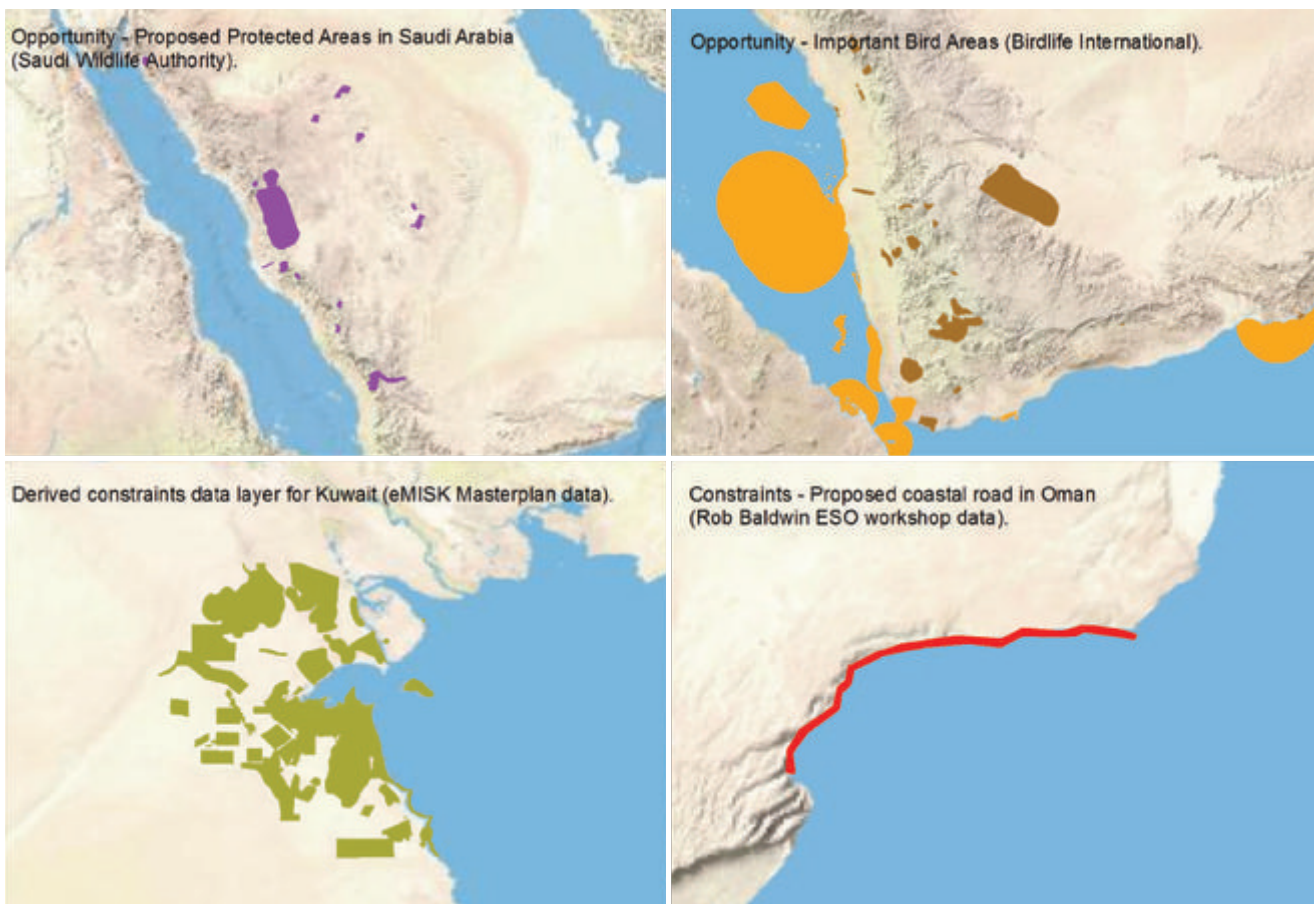 Opportunity - Proposed Protected Areas in Saudi Arabia
(Saudi Wildlife Authority).
Opportunity - Important Bird Areas (Birdlife International).
Derived constraints data layer for Kuwait (eMISK Masterplan data).
Constraints - Proposed coastal road in Oman
(Rob Baldwin ESO workshop data).